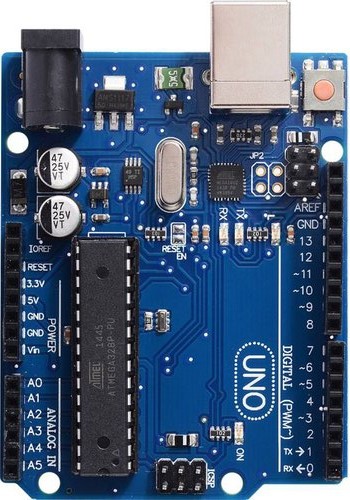 JP2
47
25V
VT
47
25V
VT
RX
TX
L
RESET
EN
AREF
GND
13
12
~11
~10
~9
8
7
~6
~5
4
~3
2
TX→1
RX←0
DIGITAL (PWM~)
IOREF
RESET
3.3V
5V
GND
GND
Vin
POWER
A0
A1
A2
A3
A4
A5
ANALOG IN
ATMEL 1445
ATMEGA328P-PU
UNO
ON
ICSP